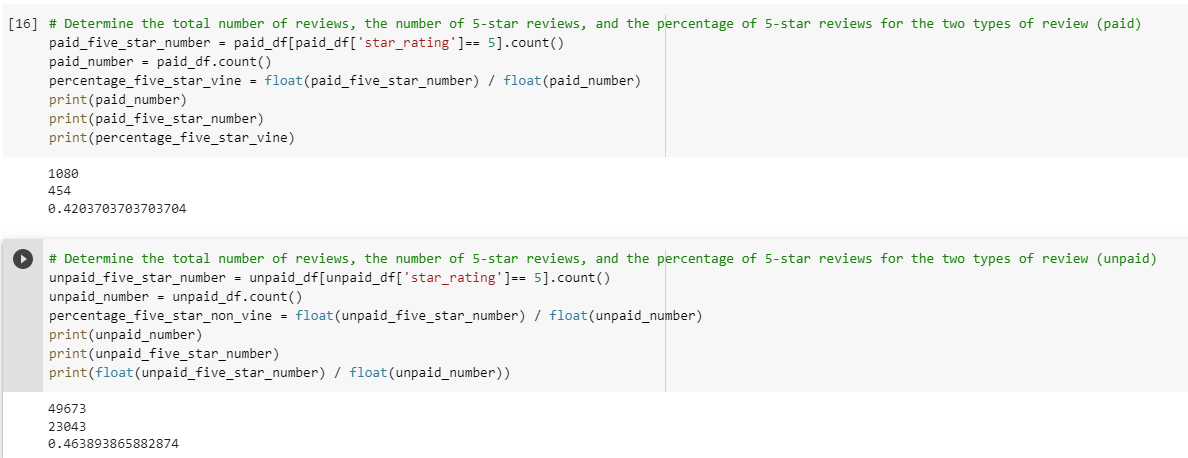 [16] # Determine the total number of reviews, the number of 5-star reviews, and the percentage of 5-star reviews for the two types of review (paid)
paid_five_star_number = paid_df[paid_df['star_rating']== 5].count()
paid_number = paid_df.count()
percentage_five_star_vine = float(paid_five_star_number) / float(paid_number)
print(paid_number)
print(paid_five_star_number)
print(percentage_five_star_vine)
1080
454
0.4203703703703704
# Determine the total number of reviews, the number of 5-star reviews, and the percentage of 5-star reviews for the two types of review (unpaid)
unpaid_five_star_number = unpaid_df[unpaid_df['star_rating']== 5].count()
unpaid_number = unpaid_df.count()
percentage_five_star_non_vine = float(unpaid_five_star_number) / float(unpaid_number)
print(unpaid_number)
print(unpaid_five_star_number)
print(float(unpaid_five_star_number) / float(unpaid_number))
49673
23043
0.463893865882874